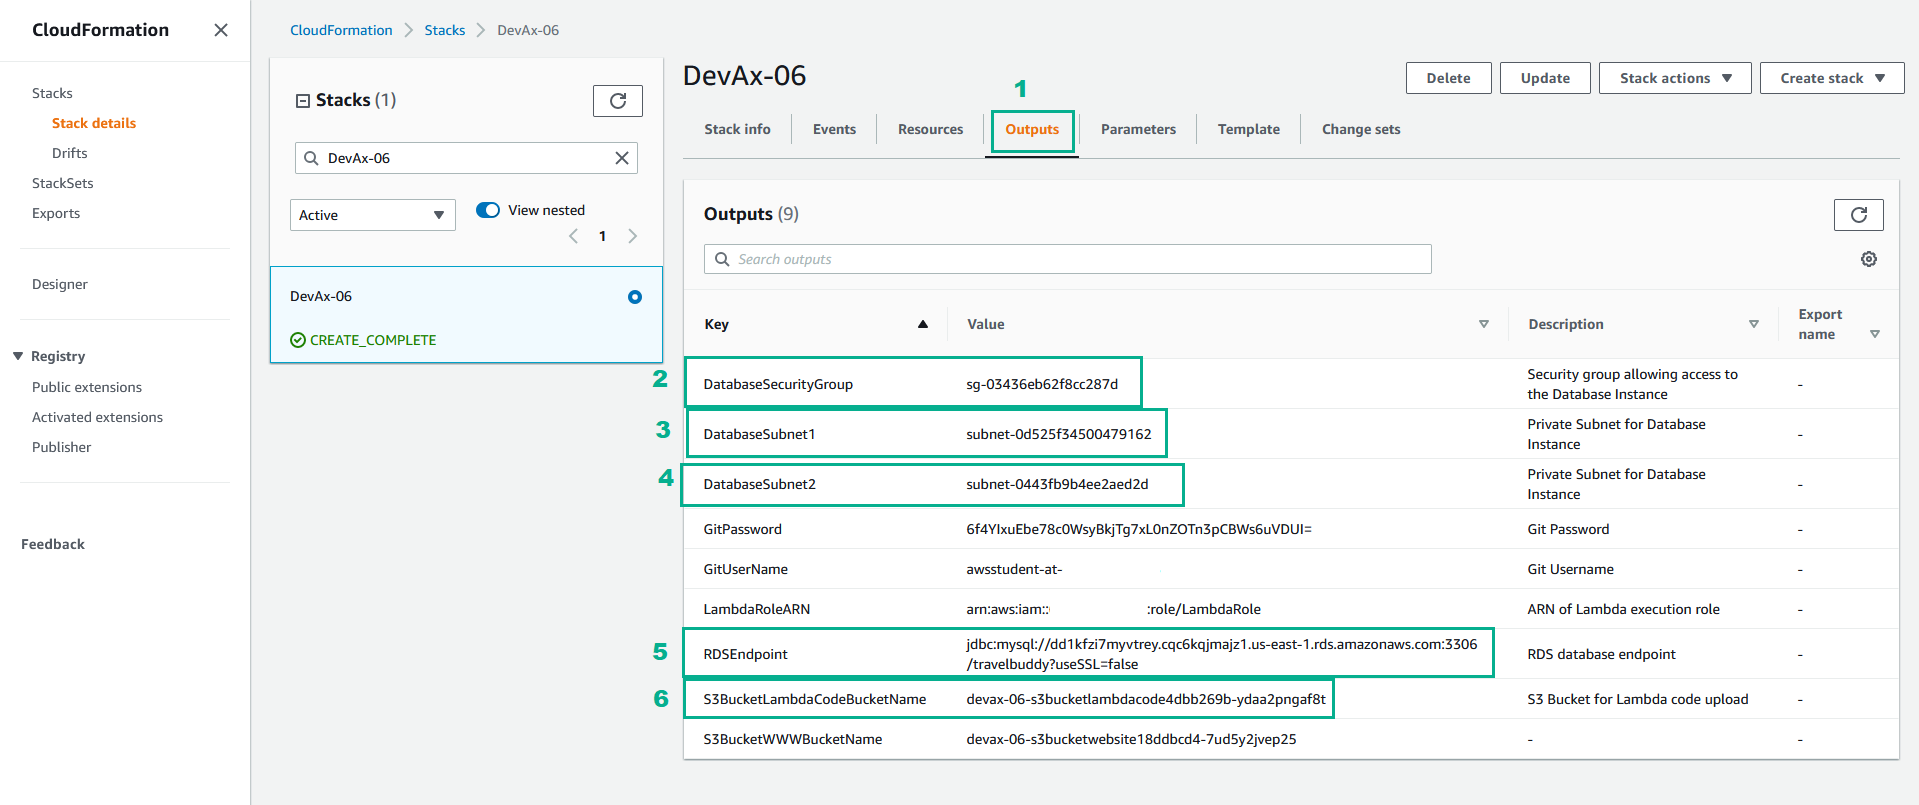 CloudFormation
Stacks
Stack details
Drifts
StackSets
Exports
Designer
Registry
Public extensions
Activated extensions
Publisher
Feedback
CloudFormation > Stacks > DevAx-06
Stacks (1)
DevAx-06
Active
View nested
1
DevAx-06
CREATE_COMPLETE
DevAx-06
Delete
Update
Stack actions
Create stack
1
Stack info
Events
Resources
Outputs
Parameters
Template
Change sets
Outputs (9)
Search outputs
Key Value Description Export
name
2 DatabaseSecurityGroup sg-03436eb62f8cc287d Security group allowing access to
the Database Instance -
3 DatabaseSubnet1 subnet-0d525f34500479162 Private Subnet for Database
Instance -
4 DatabaseSubnet2 subnet-0443fb9b4ee2aed2d Private Subnet for Database
Instance -
GitPassword 6f4YIxuEbe78c0WsyBkjTg7xL0nZOTn3pCBWs6uVDUI= Git Password -
GitUserName awsstudent-at- Git Username -
LambdaRoleARN arn:aws:iam:: :role/LambdaRole ARN of Lambda execution role -
5 RDSEndpoint jdbc:mysql://dd1kfzi7myvtrey.cqc6kqjmajz1.us-east-1.rds.amazonaws.com:3306
/travelbuddy?useSSL=false RDS database endpoint -
6 S3BucketLambdaCodeBucketName devax-06-s3bucketlambdacode4dbb269b-ydaa2pngaf8t S3 Bucket for Lambda code upload -
S3BucketWWWBucketName devax-06-s3bucketwebsite18ddbcd4-7ud5y2jvep25 - -